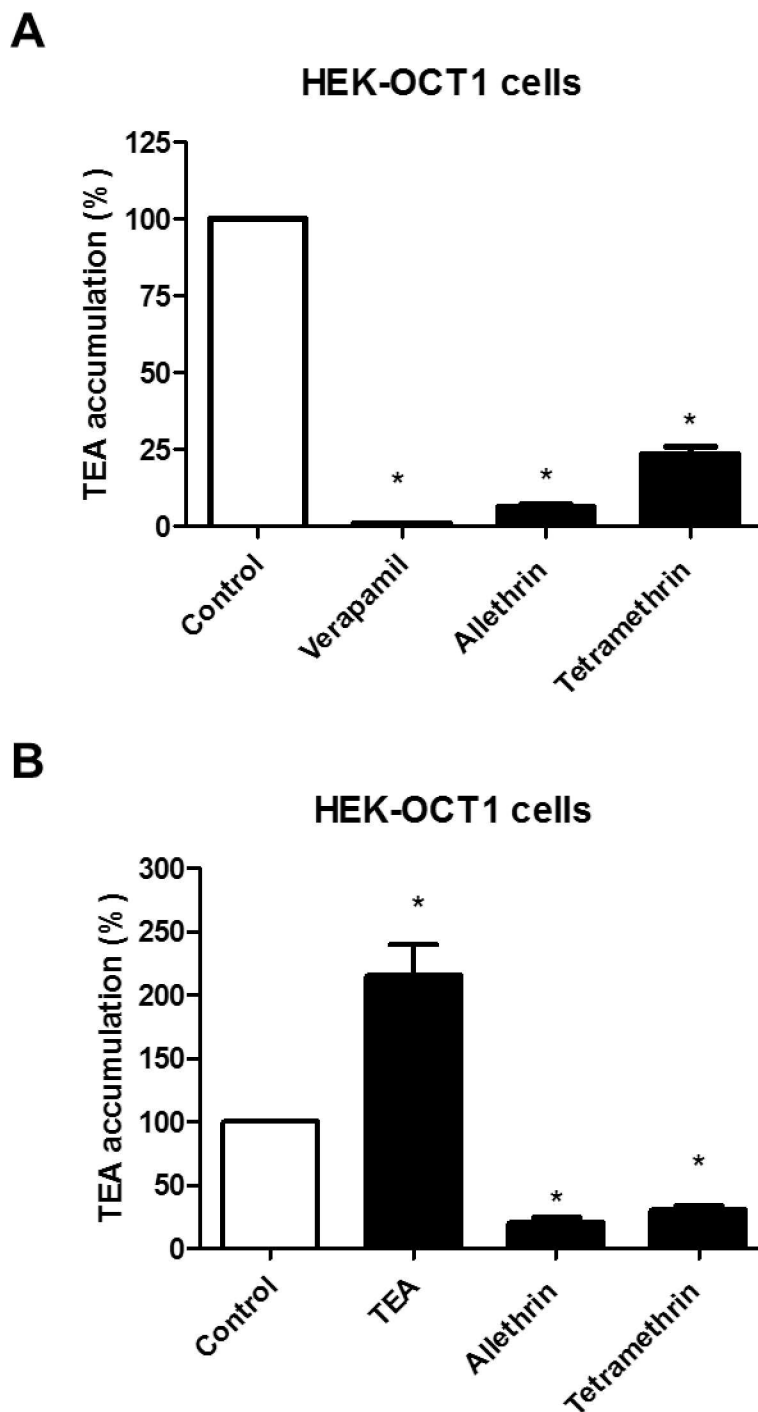 A
HEK-OCT1 cells
TEA accumulation (%)
125
100
75
50
25
0
*
*
*
Control
Verapamil
Allethrin
Tetramethrin
B
HEK-OCT1 cells
TEA accumulation (%)
300
250
200
150
100
50
0
*
*
*
Control
TEA
Allethrin
Tetramethrin